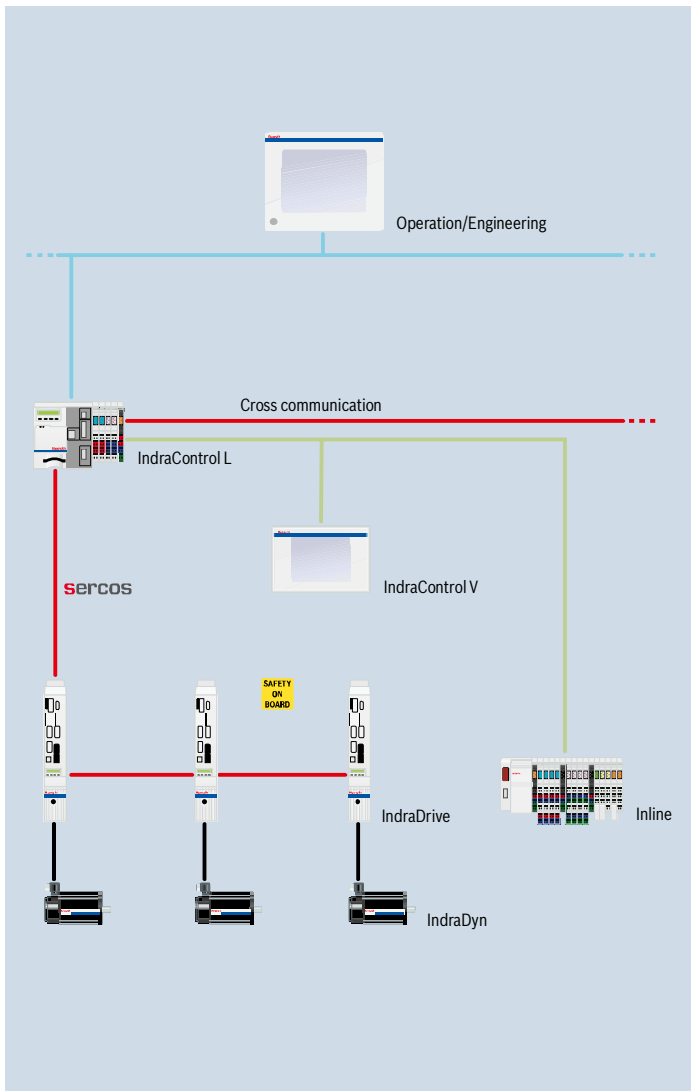 Operation/Engineering
Cross communication
IndraControl L
sercos
IndraControl V
SAFETY
ON
BOARD
IndraDrive
Inline
IndraDyn